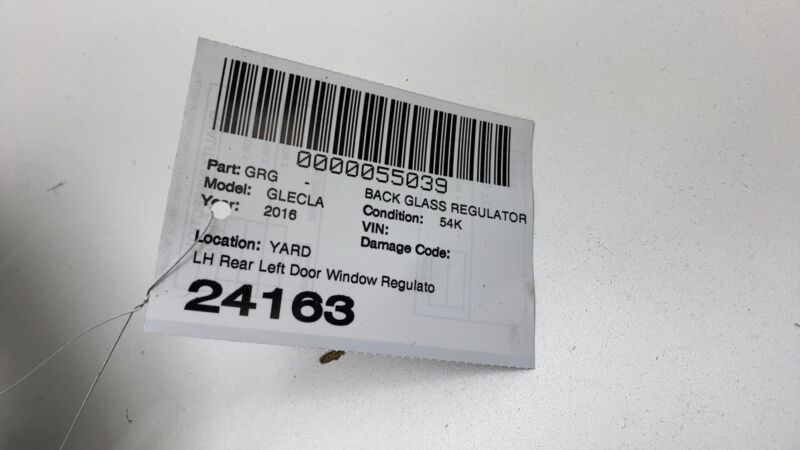 0000055039
Part: GRG - BACK GLASS REGULATOR
Model: GLECLA Condition: 54K
Year: 2016 VIN:
Damage Code:
Location: YARD
LH Rear Left Door Window Regulato
24163